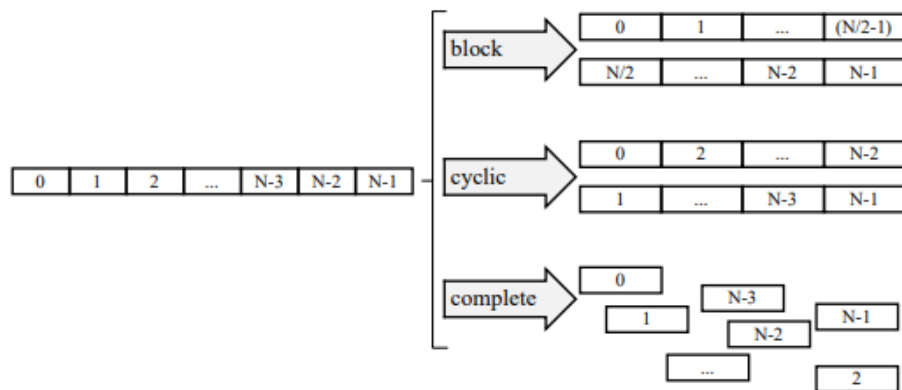 block
0 1 ... (N/2-1)
N/2 ... N-2 N-1
0 1 2 ... N-3 N-2 N-1
cyclic
0 2 ... N-2
1 ... N-3 N-1
complete
0
N-3
1
N-1
N-2
...
2